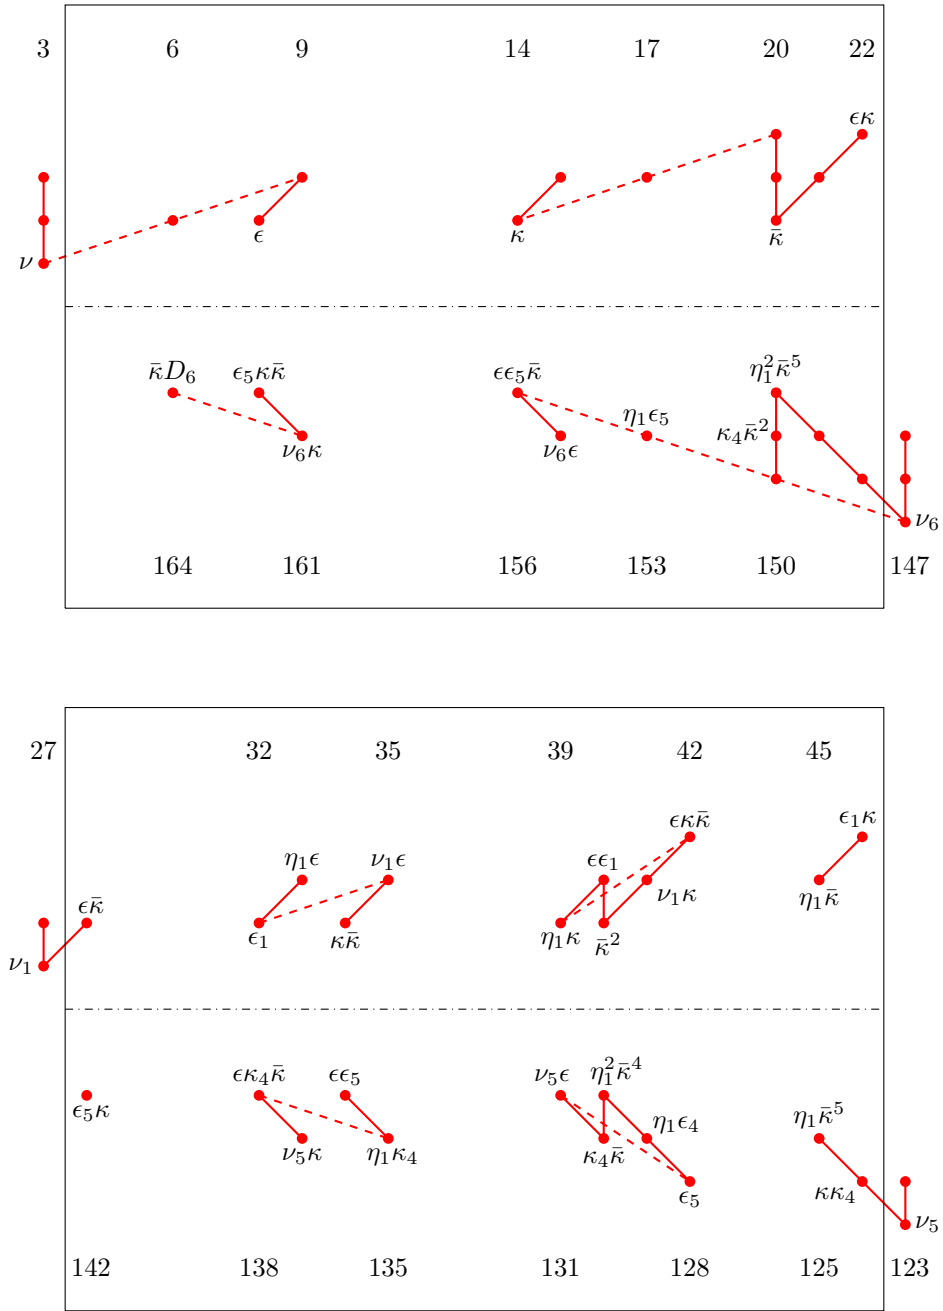 3 6 9 14 17 20 22
ϵκ
ν ϵ κ κ̄
κ̄D₆ ϵ₅κκ̄ ϵϵ₅κ̄ η₁²κ̄⁵
η₁ϵ₅
ν₆κ ν₆ϵ κ₄κ̄²
ν₆
164 161 156 153 150 147
27 32 35 39 42 45
ϵκκ̄ ϵ₁κ
η₁ϵ ν₁ϵ ϵϵ₁
ν₁κ η₁κ̄
ϵκ̄
ϵ₁ κκ̄ η₁κ κ̄²
ν₁
ϵκ₄κ̄ ϵϵ₅ ν₅ϵ η₁²κ̄⁴
ϵ₅κ η₁ϵ₄ η₁κ̄⁵
ν₅κ η₁κ₄ κ₄κ̄
ϵ₅ κκ₄
ν₅
142 138 135 131 128 125 123